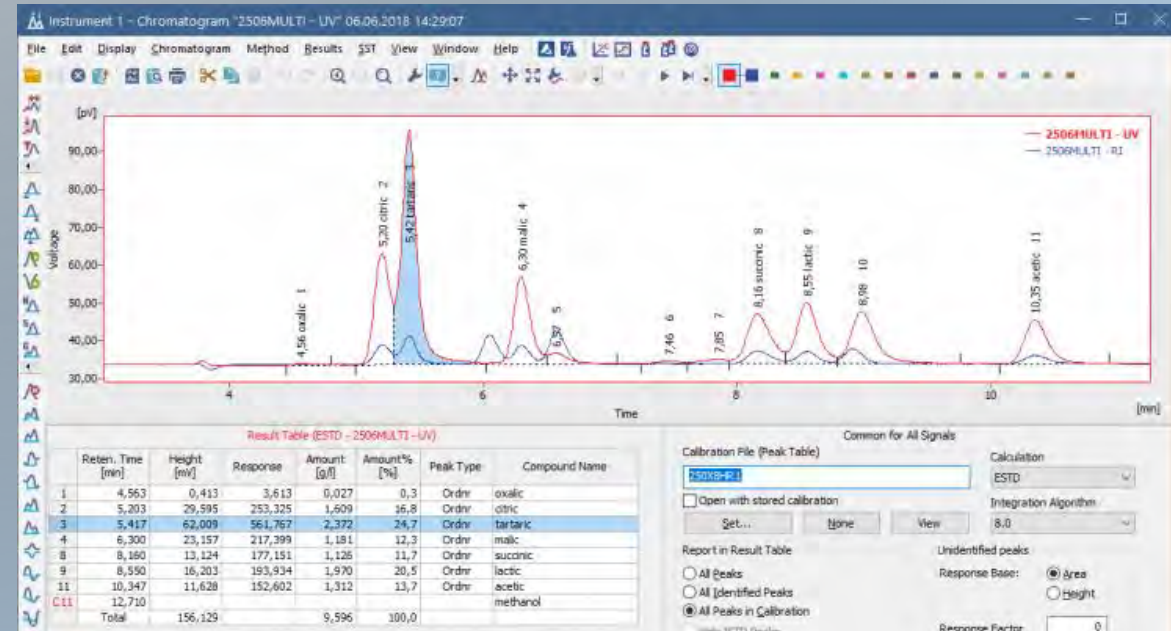 Instrument 1 - Chromatogram "2506MULTI - UV" 06.06.2018 14:29:07
File Edit Display Chromatogram Method Results SST View Window Help
[pV]
2506MULTI - UV
2506MULTI - RI
90,00
80,00
70,00
60,00
50,00
40,00
30,00
Voltage
4,56 oxalic 1
5,20 citric 2
5,42 tartaric 3
6,30 malic 4
6,57 5
7,46 6
7,85 7
8,16 succinic 8
8,55 lactic 9
8,98 10
10,35 acetic 11
4 6 8 10
Time
[min]
Result Table (ESTD - 2506MULTI - UV)
Reten. Time [min] Height [mV] Response Amount [g/l] Amount% [%] Peak Type Compound Name
1 4,563 0,413 3,613 0,027 0,3 Ordnr oxalic
2 5,203 29,595 253,325 1,609 16,8 Ordnr citric
3 5,417 62,009 561,767 2,372 24,7 Ordnr tartaric
4 6,300 23,157 217,399 1,181 12,3 Ordnr malic
8 8,160 13,124 177,151 1,126 11,7 Ordnr succinic
9 8,550 16,203 193,934 1,970 20,5 Ordnr lactic
11 10,347 11,628 152,602 1,312 13,7 Ordnr acetic
C11 12,710 methanol
Total 156,129 9,596 100,0
Common for All Signals
Calibration File (Peak Table)
Calculation
250X8HR1
ESTD
Open with stored calibration
Integration Algorithm
Set... None View 8.0
Report in Result Table
Unidentified peaks
All Peaks
Response Base: Area
All Identified Peaks
Height
All Peaks in Calibration
Response Factor 0